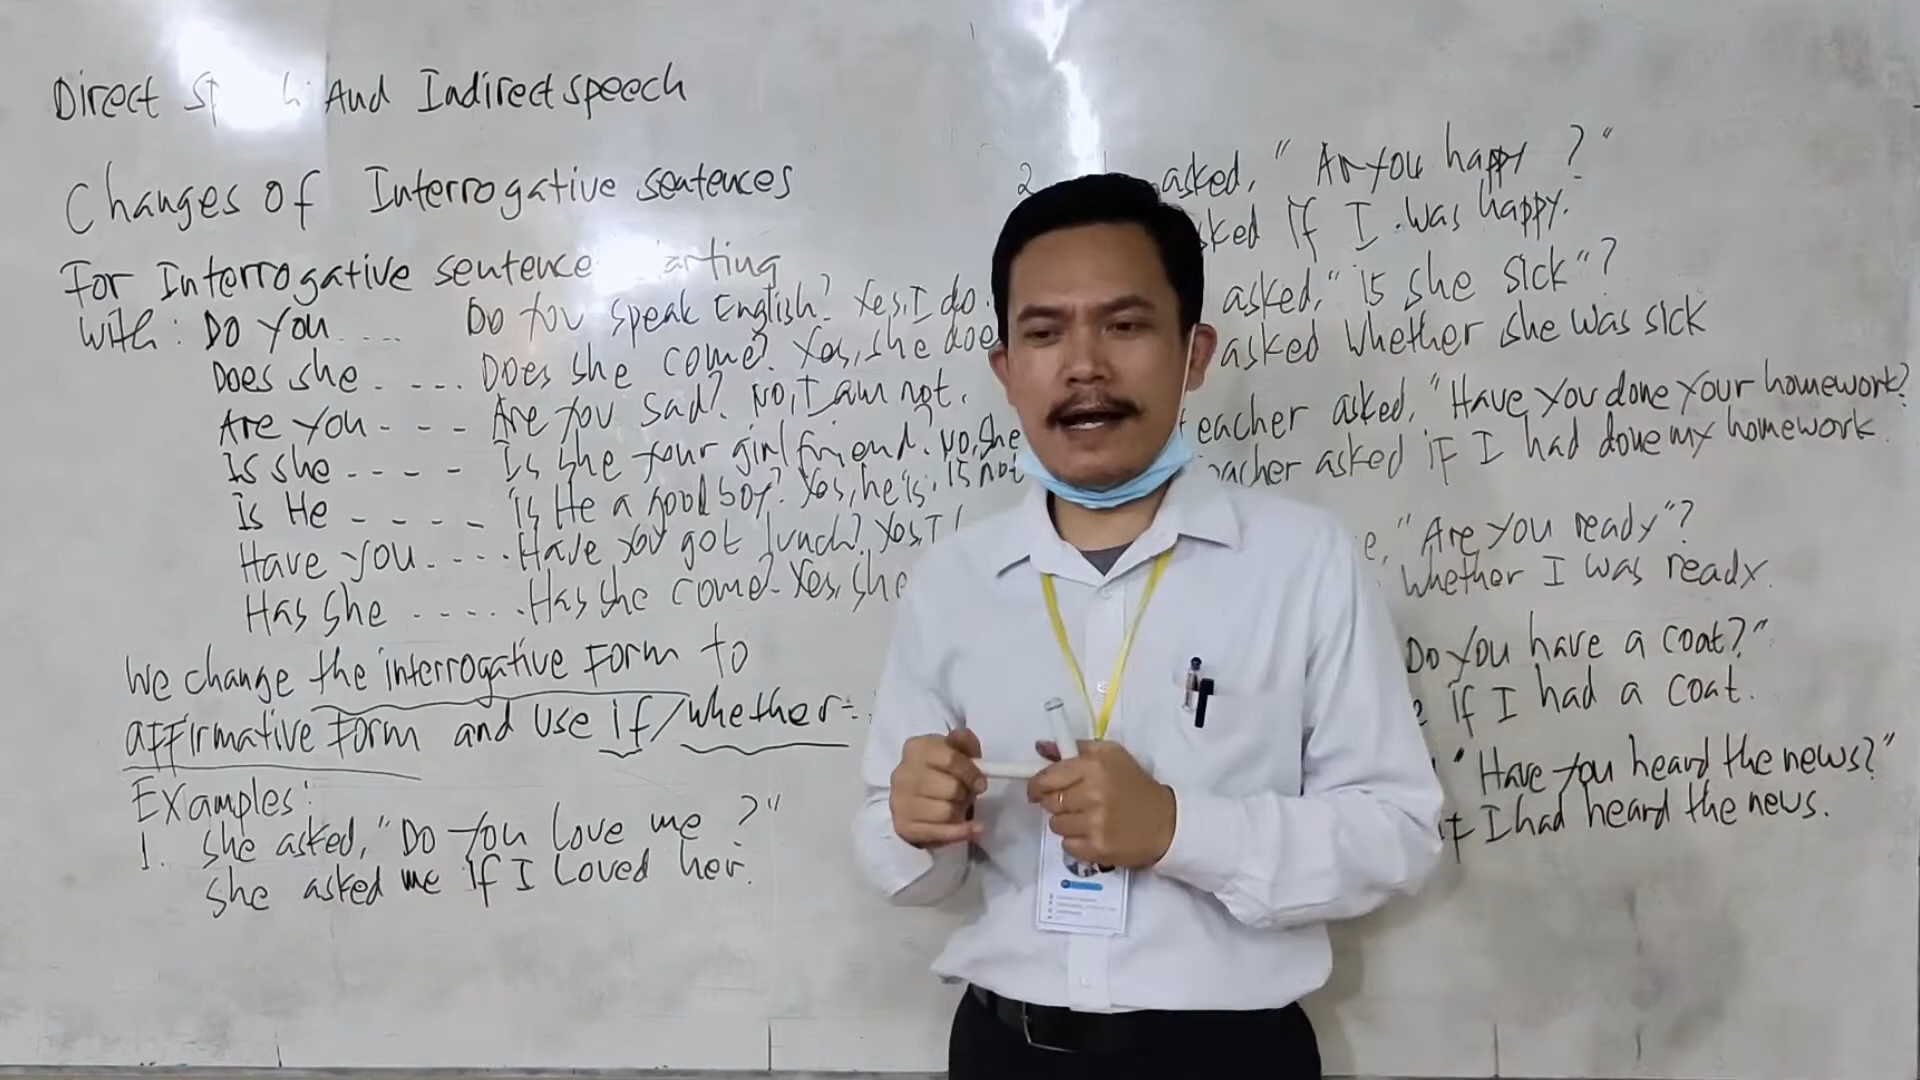 Direct And Indirect speech
Changes of Interrogative sentences
For Interrogative sentence
with: Do You .... Do You speak English? Yes, I do.
Does she. .... Does she come? Yes, she
Are you - - - Are You sad? No, I am not.
Is she ---- Is she your girlfriend? No, she is not
Is He ----- is He a good boy? Yes, he is.
Have you..... Have you got lunch? Yes, I
Has she ...... Has she come? Yes, she
We change the interrogative Form to
affirmative Form and use if/whether:
Examples:
1. She asked, "Do You Love me ?"
She asked me if I Loved her.
2. asked, "Ar you happy ?"
if I was happy.
asked, "is she sick"?
asked whether she was sick
asked, "Have You done Your homework?
asked if I had done my homework.
"Are you ready"?
whether I was ready.
Do you have a coat?"
if I had a coat.
"Have you heard the news?"
I had heard the news.